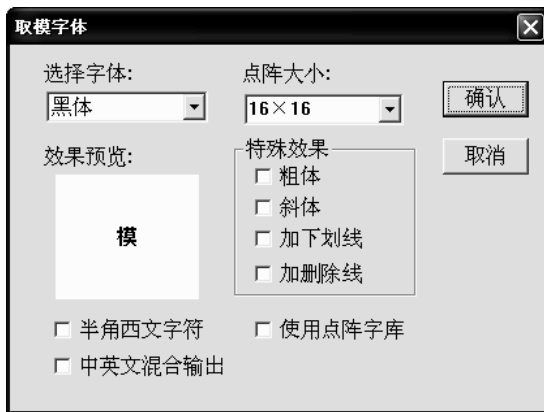 取模字体
选择字体:
点阵大小:
黑体
16×16
确认
效果预览:
特殊效果
取消
粗体
模
斜体
加下划线
加删除线
半角西文字符
使用点阵字库
中英文混合输出